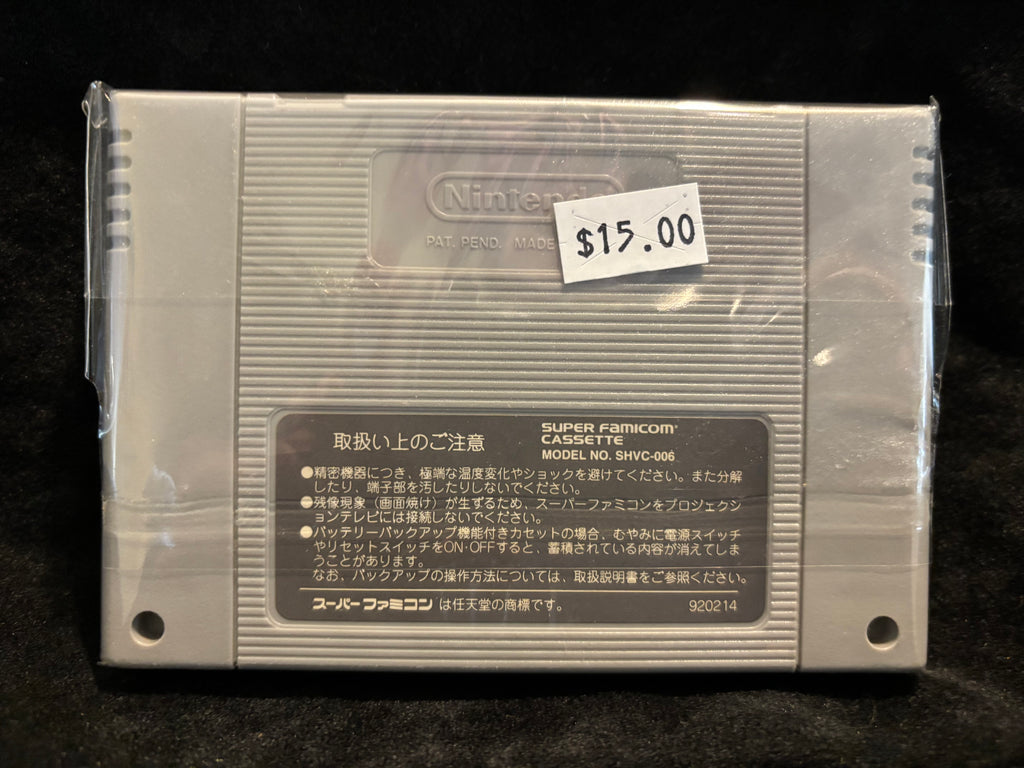 PAT. PEND. MADE
$15.00
取扱い上のご注意
SUPER FAMICOM
CASSETTE
MODEL NO. SHVC-006
●精密機器につき、極端な温度変化やショックを避けてください。また分解
したり、端子部を汚したりしないでください。
●残像現象（画面焼け）が生ずるため、スーパーファミコンをプロジェクシ
ョンテレビには接続しないでください。
●バッテリーバックアップ機能付きカセットの場合、むやみに電源スイッチ
やリセットスイッチをON·OFFすると、蓄積されている内容が消えてしま
うことがあります。
なお、バックアップの操作方法については、取扱説明書をご参照ください。
スーパーファミコンは任天堂の商標です。
920214